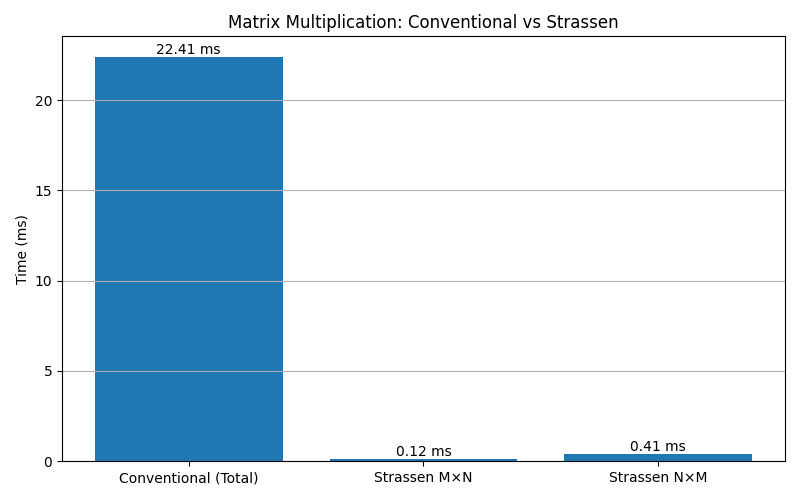 Matrix Multiplication: Conventional vs Strassen
22.41 ms
20
15
10
5
0
Time (ms)
0.12 ms
0.41 ms
Conventional (Total)
Strassen M×N
Strassen N×M